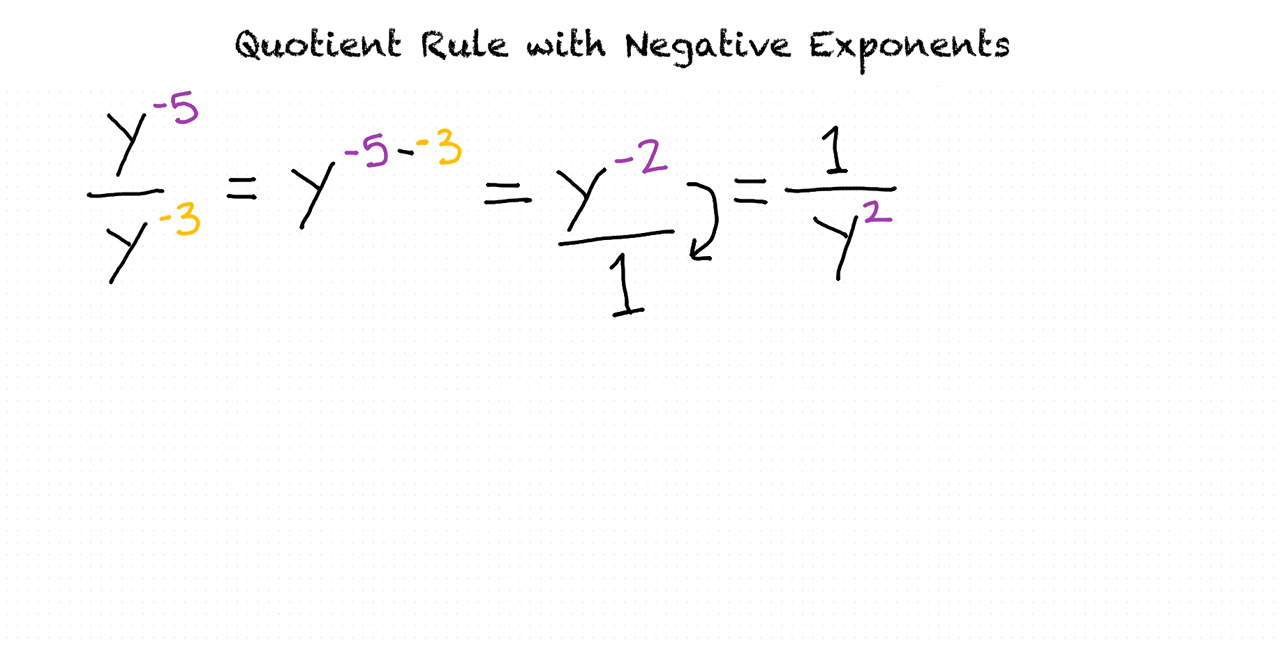 Quotient Rule with Negative Exponents
y^-5 / y^-3 = y^-5 - -3 = y^-2 / 1 = 1 / y^2